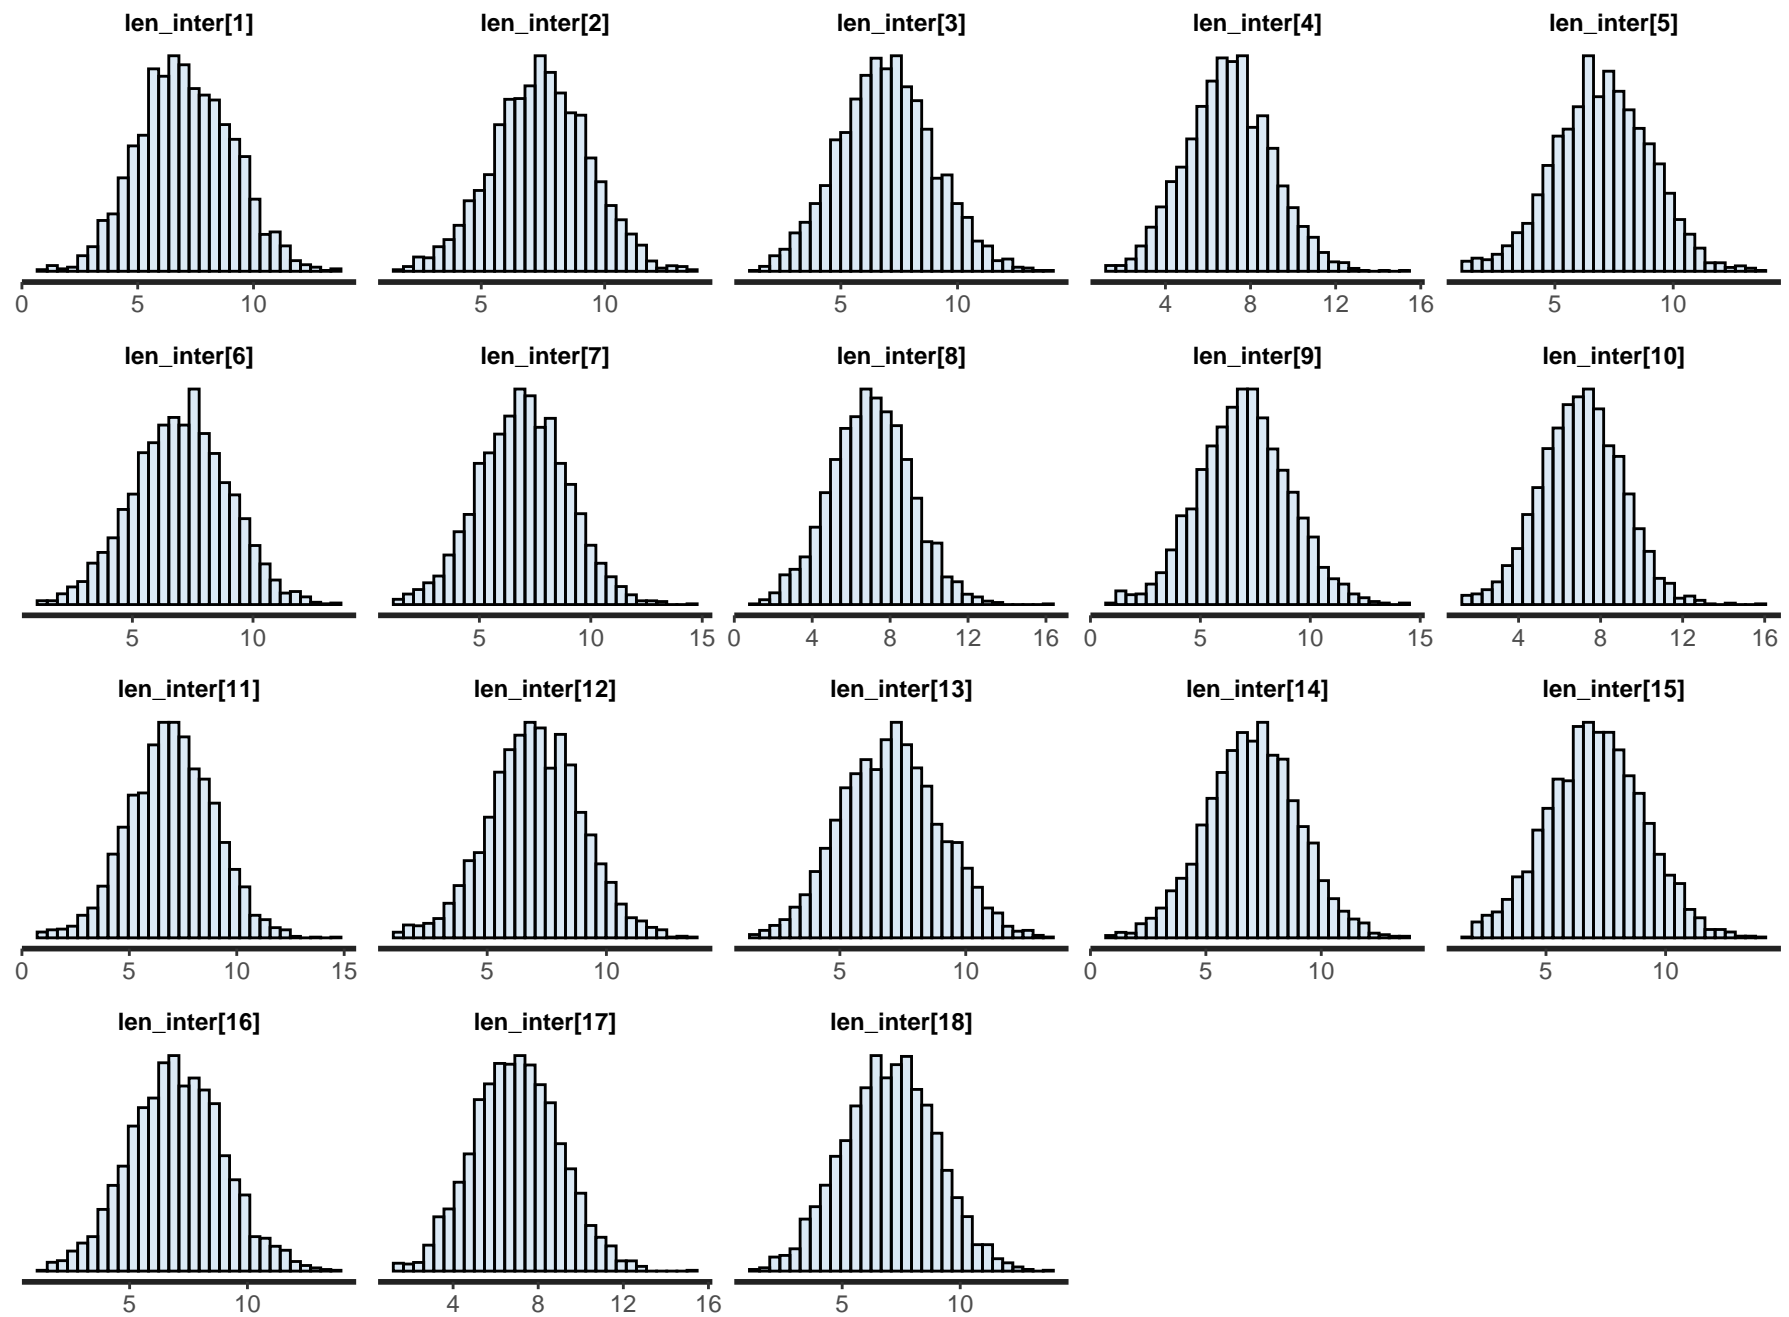 len_inter[1] len_inter[2] len_inter[3] len_inter[4] len_inter[5]
0 5 10 5 10 5 10 4 8 12 16 5 10
len_inter[6] len_inter[7] len_inter[8] len_inter[9] len_inter[10]
5 10 5 10 15 0 4 8 12 16 0 5 10 15 4 8 12 16
len_inter[11] len_inter[12] len_inter[13] len_inter[14] len_inter[15]
0 5 10 15 5 10 5 10 0 5 10 5 10
len_inter[16] len_inter[17] len_inter[18]
5 10 4 8 12 16 5 10